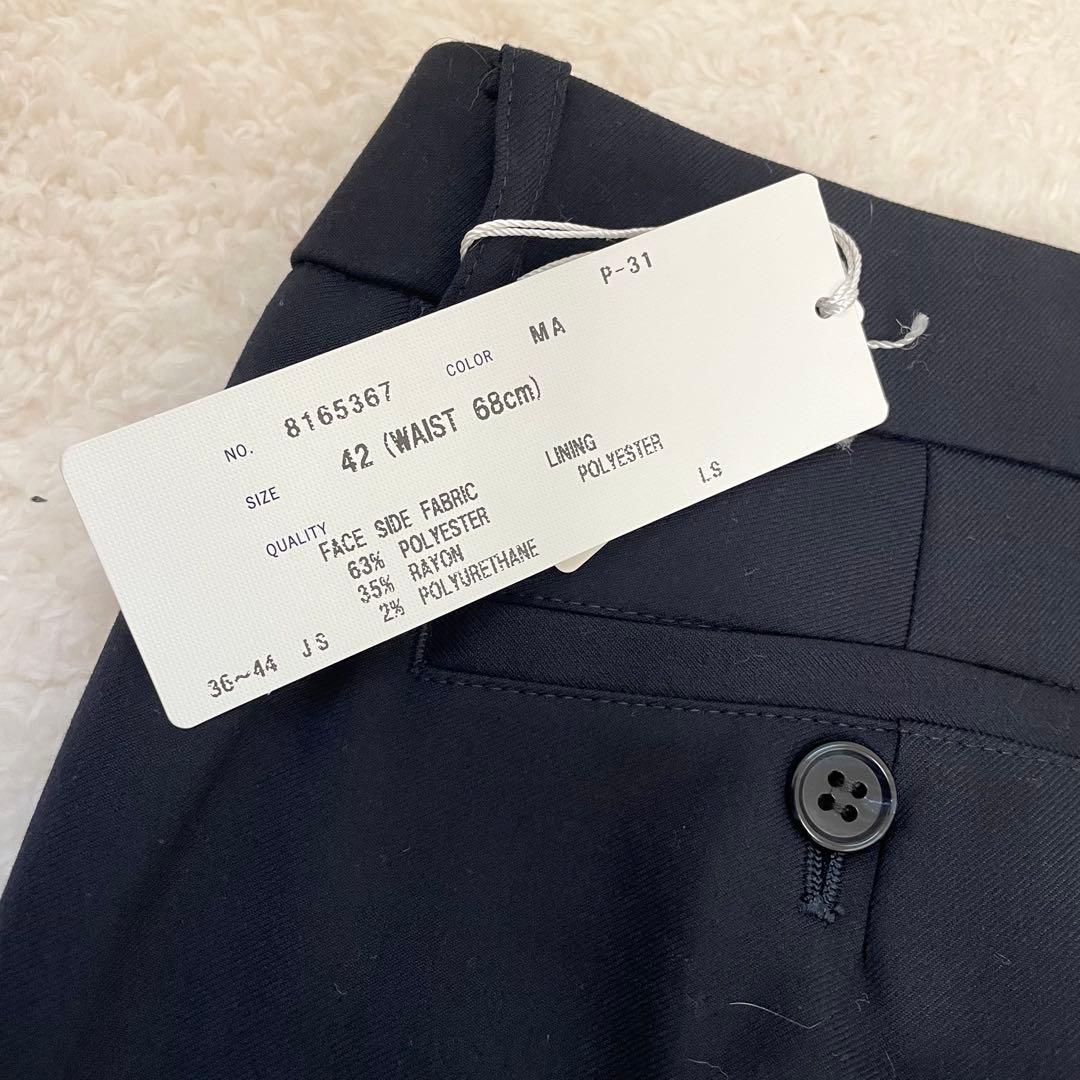 P-31
NO. 8165367 COLOR MA
SIZE 42 (WAIST 68cm)
QUALITY
FACE SIDE FABRIC
63% POLYESTER
35% RAYON
2% POLYURETHANE
LINING
POLYESTER
36~44 JS
LS